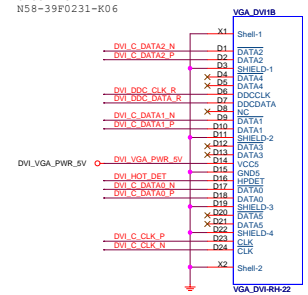 N58-39F0231-K06
VGA_DVI1B
X1 Shell-1
DVI_C_DATA2_N D1 DATA2
DVI_C_DATA2_P D2 DATA2
D3 SHIELD-1
D4 DATA4
D5 DATA4
DVI_DDC_CLK_R D6 DDCCLK
DVI_DDC_DATA_R D7 DDCDATA
D8 NC
DVI_C_DATA1_N D9 DATA1
DVI_C_DATA1_P D10 DATA1
D11 SHIELD-2
D12 DATA3
D13 DATA3
DVI_VGA_PWR_5V DVI_VGA_PWR_5V D14 VCC5
D15 GND5
DVI_HOT_DET D16 HPDET
DVI_C_DATA0_N D17 DATA0
DVI_C_DATA0_P D18 DATA0
D19 SHIELD-3
D20 DATA5
D21 DATA5
D22 SHIELD-4
DVI_C_CLK_P D23 CLK
DVI_C_CLK_N D24 CLK
X2 Shell-2
VGA_DVI-RH-22